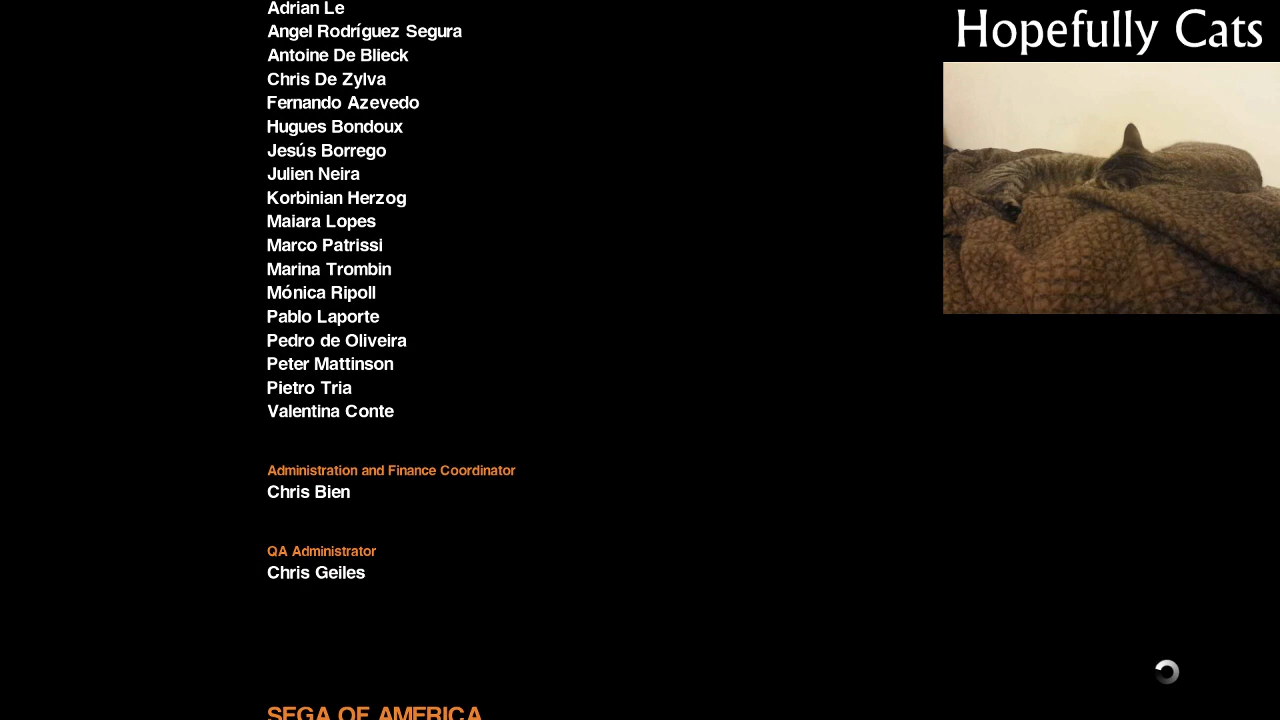 Adrian Le
Angel Rodríguez Segura
Antoine De Blieck
Chris De Zylva
Fernando Azevedo
Hugues Bondoux
Jesús Borrego
Julien Neira
Korbinian Herzog
Maiara Lopes
Marco Patrissi
Marina Trombin
Mónica Ripoll
Pablo Laporte
Pedro de Oliveira
Peter Mattinson
Pietro Tria
Valentina Conte
Administration and Finance Coordinator
Chris Bien
QA Administrator
Chris Geiles
SEGA OF AMERICA
Hopefully Cats